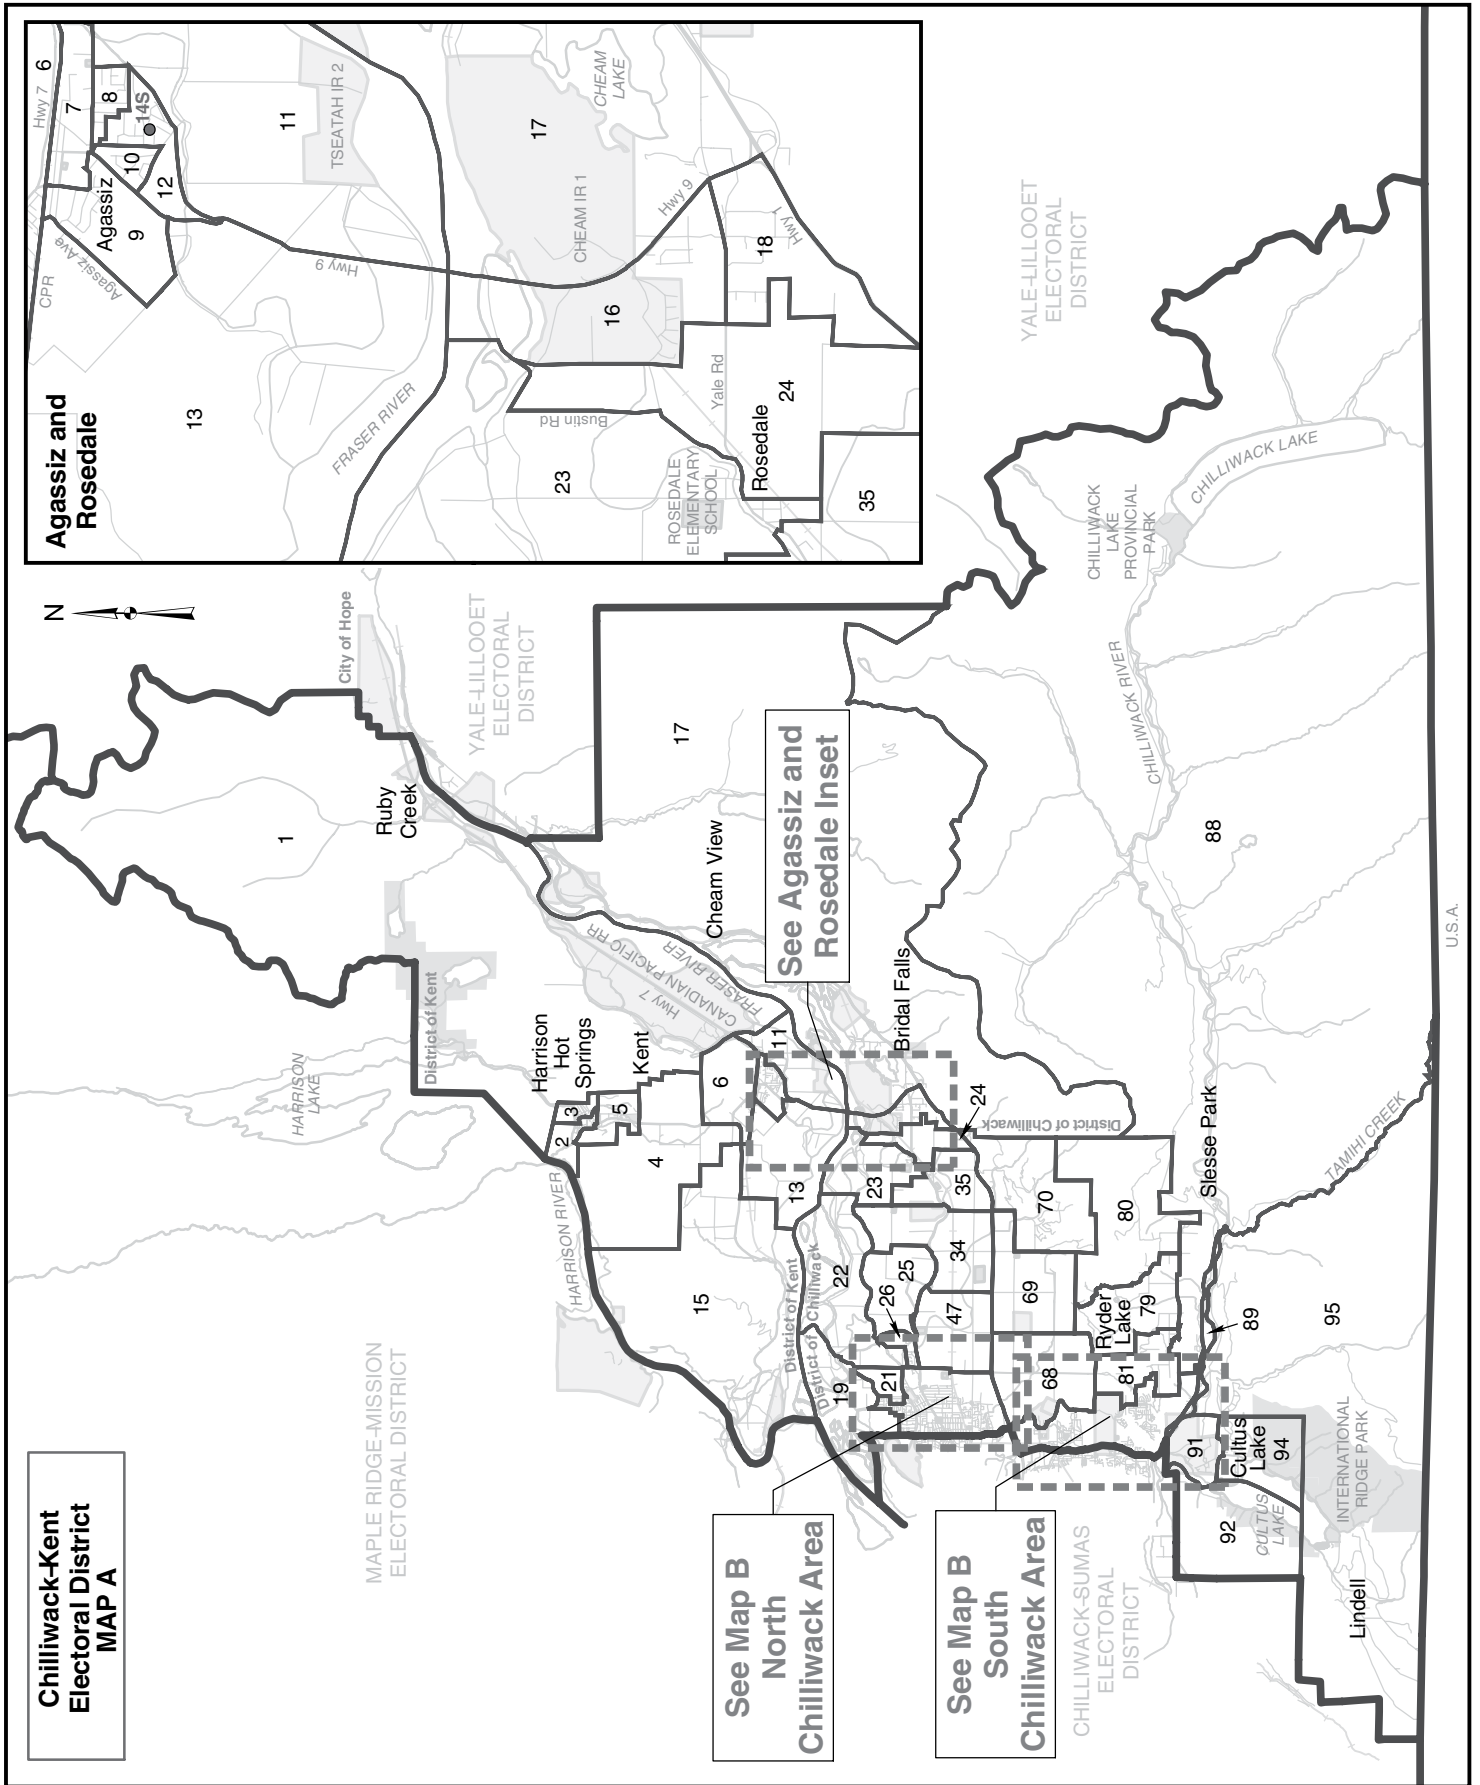 Chilliwack-Kent
Electoral District
MAP A
N
Agassiz and
Rosedale
Hwy 7
6
7
8
14S
10
12
Agassiz
9
Agassiz Ave
CPR
11
TSEATAH IR 2
Hwy 9
13
FRASER RIVER
17
CHEAM
LAKE
CHEAM IR 1
16
Hwy 9
18
Hwy 1
Bustin Rd
Yale Rd
23
ROSEDALE
ELEMENTARY
SCHOOL
Rosedale
24
35
MAPLE RIDGE-MISSION
ELECTORAL DISTRICT
HARRISON
LAKE
District of Kent
1
Ruby
Creek
City of Hope
YALE-LILLOOET
ELECTORAL
DISTRICT
HARRISON RIVER
Harrison
Hot
Springs
Kent
2
3
5
4
6
11
13
15
Hwy 7
CANADIAN PACIFIC RR
FRASER RIVER
Cheam View
17
See Agassiz and
Rosedale Inset
Bridal Falls
District of Kent
District of Chilliwack
19
21
22
23
24
25
26
34
35
47
District of Chilliwack
See Map B
North
Chilliwack Area
See Map B
South
Chilliwack Area
CHILLIWACK-SUMAS
ELECTORAL
DISTRICT
68
69
70
79
80
81
Ryder
Lake
Slesse Park
TAMIHI CREEK
88
89
91
92
Cultus
Lake
94
95
CULTUS
LAKE
INTERNATIONAL
RIDGE PARK
Lindell
CHILLIWACK RIVER
CHILLIWACK
LAKE
PROVINCIAL
PARK
CHILLIWACK LAKE
YALE-LILLOOET
ELECTORAL
DISTRICT
U.S.A.